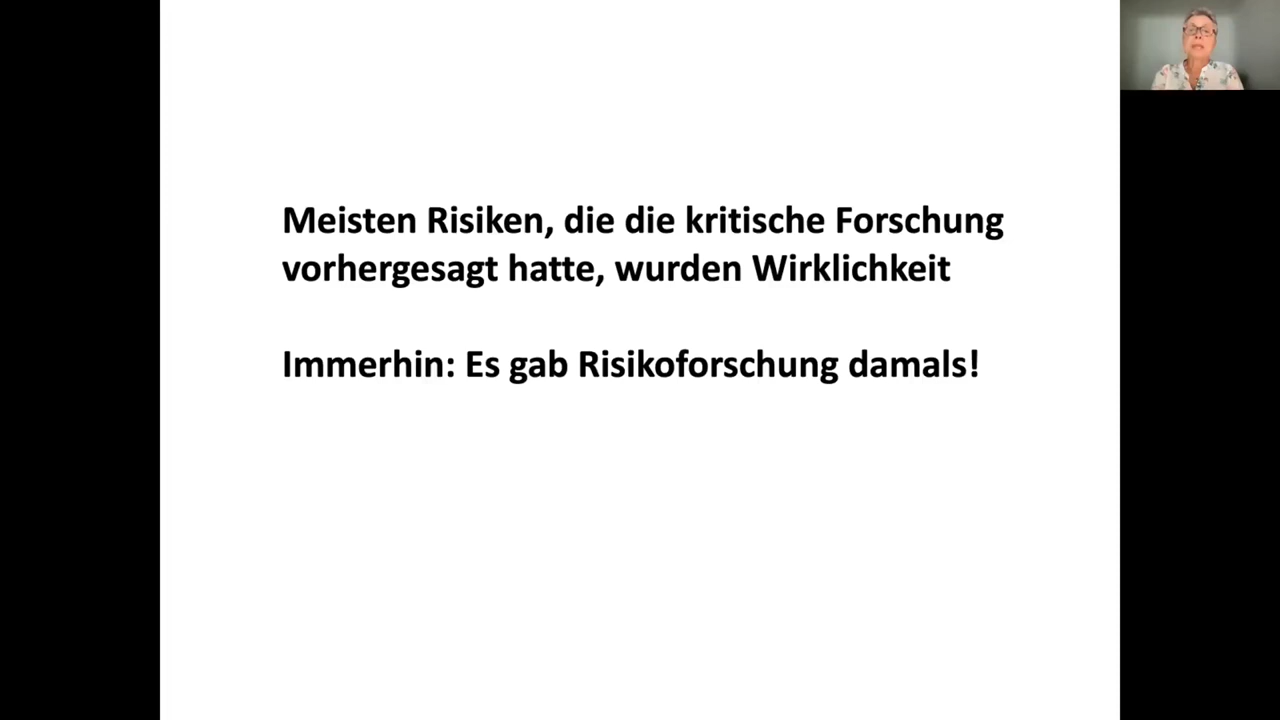 Meisten Risiken, die die kritische Forschung
vorhergesagt hatte, wurden Wirklichkeit
Immerhin: Es gab Risikoforschung damals!